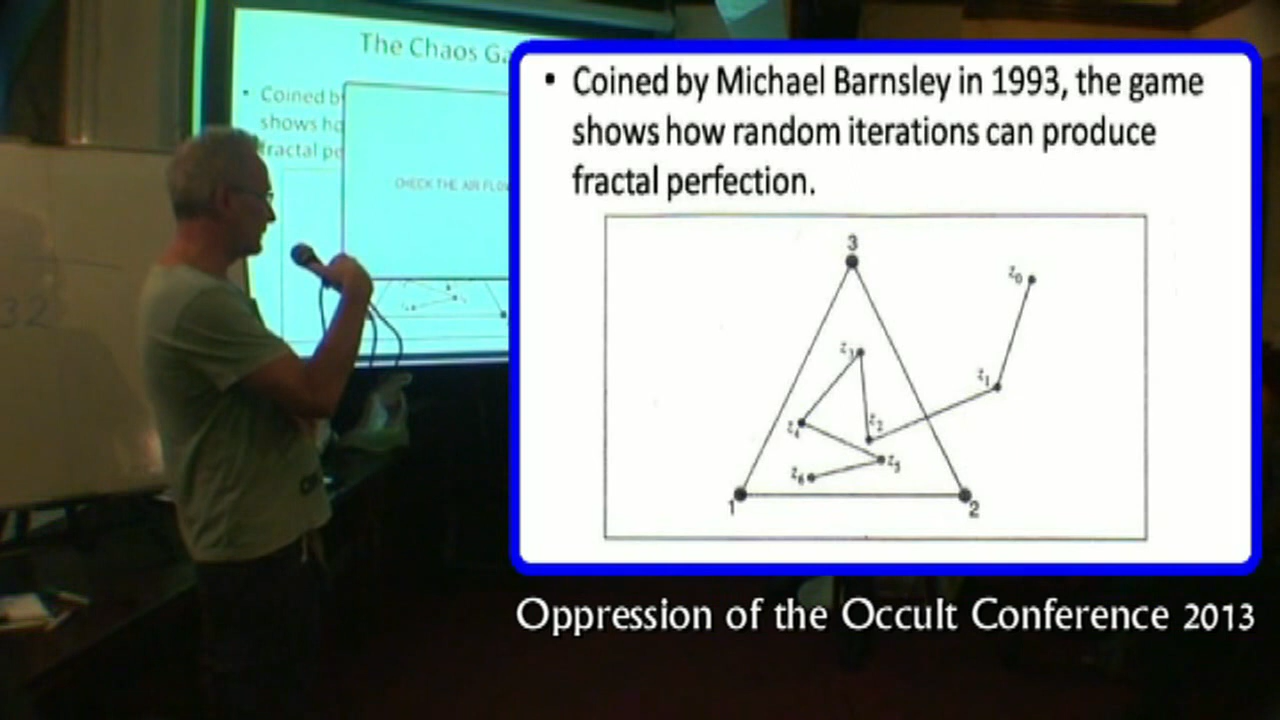 The Chaos Ga
• Coined b
shows ho
fractal pe
CHECK THE AIR FLO
32
• Coined by Michael Barnsley in 1993, the game
shows how random iterations can produce
fractal perfection.
3
z0
z3
z1
z2
z4
z5
z6
1
2
Oppression of the Occult Conference 2013